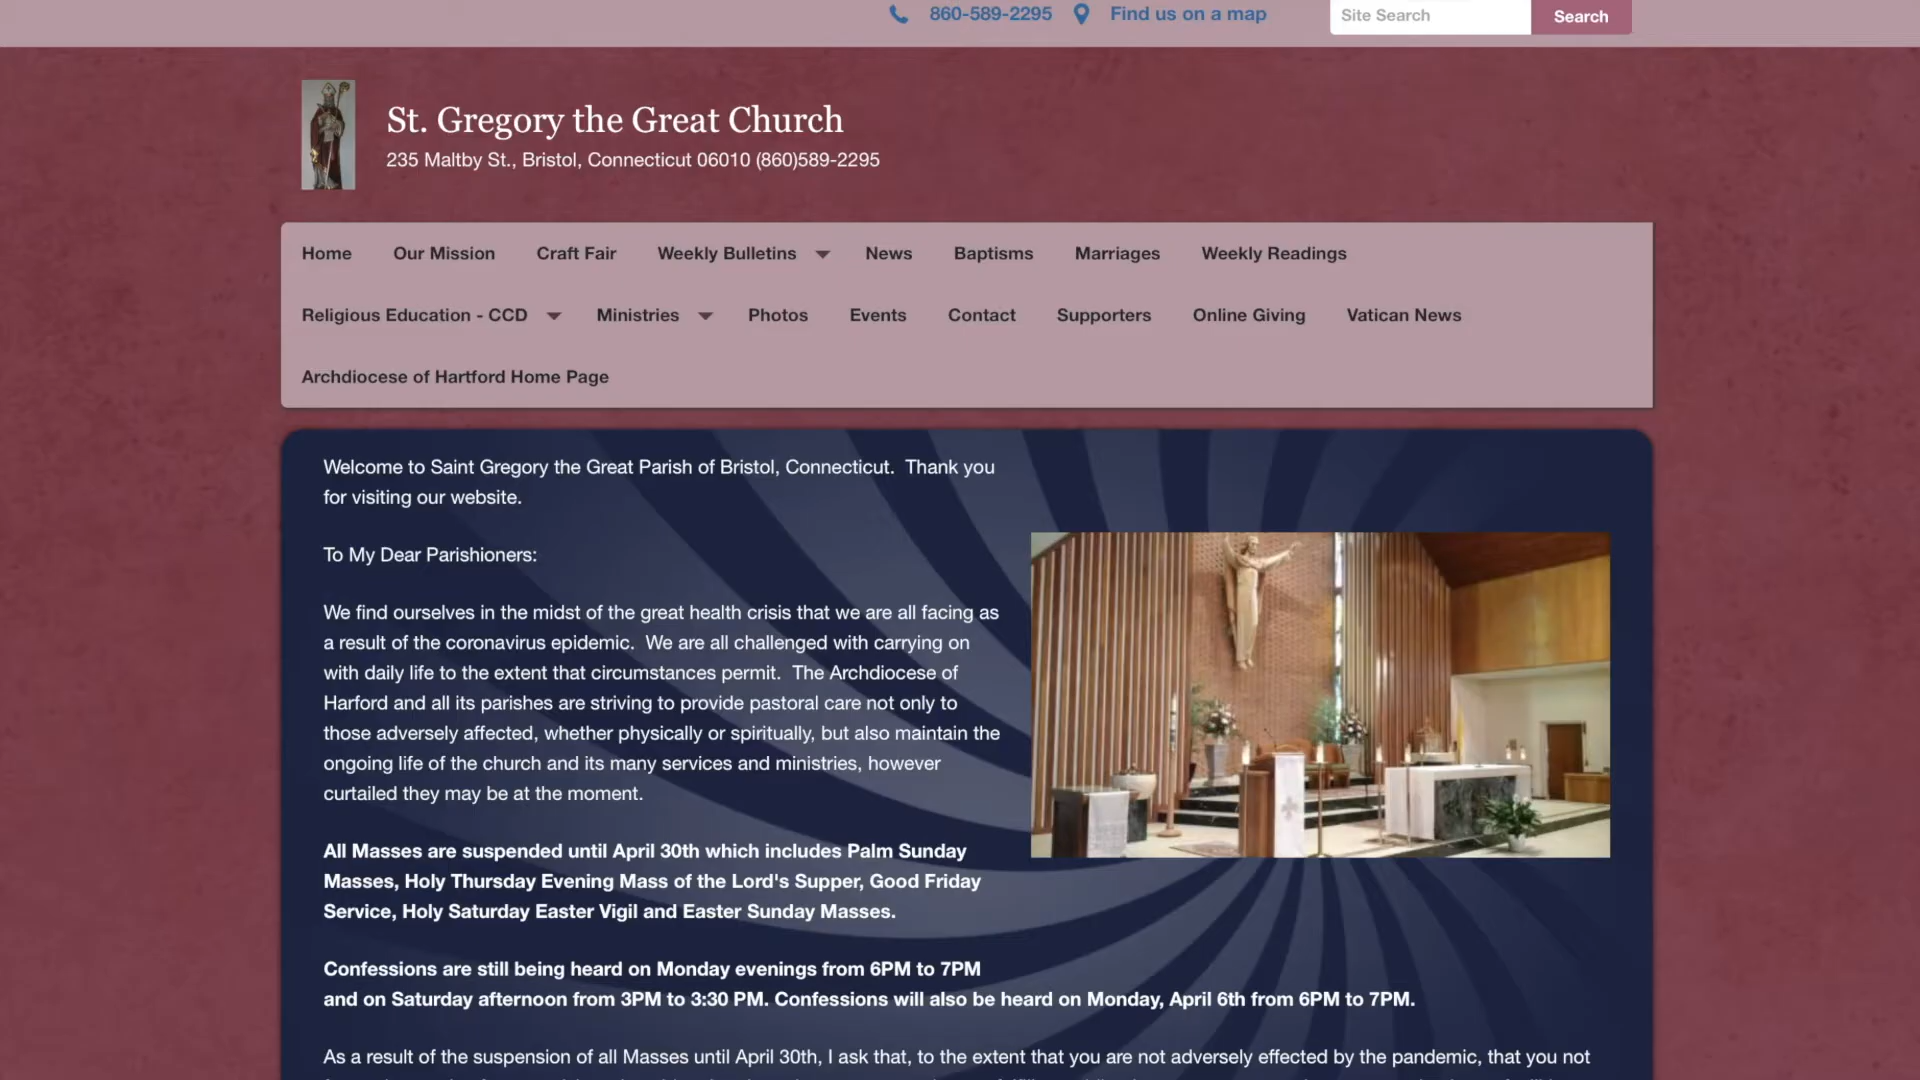 860-589-2295 Find us on a map Site Search Search
St. Gregory the Great Church
235 Maltby St., Bristol, Connecticut 06010 (860)589-2295
Home Our Mission Craft Fair Weekly Bulletins News Baptisms Marriages Weekly Readings
Religious Education - CCD Ministries Photos Events Contact Supporters Online Giving Vatican News
Archdiocese of Hartford Home Page
Welcome to Saint Gregory the Great Parish of Bristol, Connecticut. Thank you
for visiting our website.
To My Dear Parishioners:
We find ourselves in the midst of the great health crisis that we are all facing as
a result of the coronavirus epidemic. We are all challenged with carrying on
with daily life to the extent that circumstances permit. The Archdiocese of
Harford and all its parishes are striving to provide pastoral care not only to
those adversely affected, whether physically or spiritually, but also maintain the
ongoing life of the church and its many services and ministries, however
curtailed they may be at the moment.
All Masses are suspended until April 30th which includes Palm Sunday
Masses, Holy Thursday Evening Mass of the Lord's Supper, Good Friday
Service, Holy Saturday Easter Vigil and Easter Sunday Masses.
Confessions are still being heard on Monday evenings from 6PM to 7PM
and on Saturday afternoon from 3PM to 3:30 PM. Confessions will also be heard on Monday, April 6th from 6PM to 7PM.
As a result of the suspension of all Masses until April 30th, I ask that, to the extent that you are not adversely effected by the pandemic, that you not